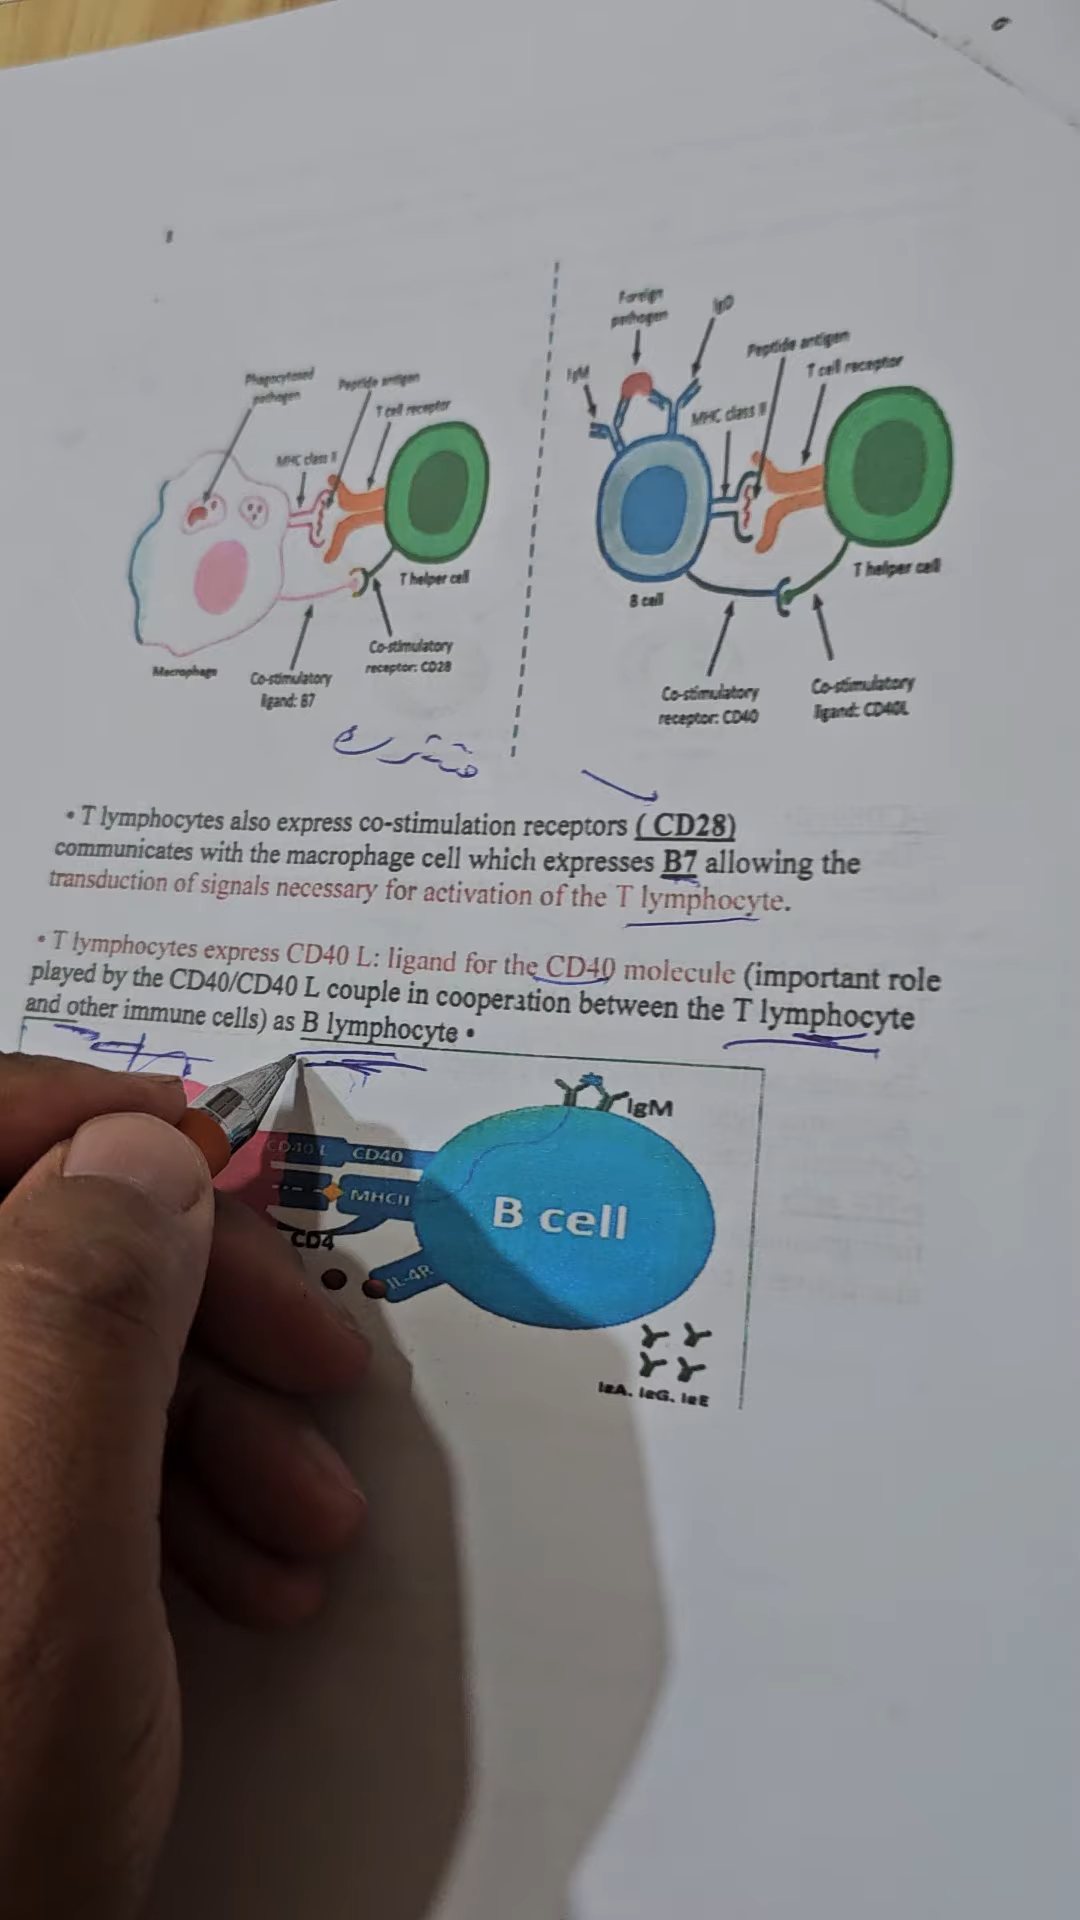 Phagocytosed
pathogen
Peptide antigen
T cell receptor
MHC class II
T helper cell
Macrophage
Co-stimulatory
ligand: B7
Co-stimulatory
receptor: CD28
Foreign
pathogen
IgD
IgM
Peptide antigen
T cell receptor
MHC class II
B cell
T helper cell
Co-stimulatory
receptor: CD40
Co-stimulatory
ligand: CD40L
• T lymphocytes also express co-stimulation receptors ( CD28)
communicates with the macrophage cell which expresses B7 allowing the
transduction of signals necessary for activation of the T lymphocyte.
• T lymphocytes express CD40 L: ligand for the CD40 molecule (important role
played by the CD40/CD40 L couple in cooperation between the T lymphocyte
and other immune cells) as B lymphocyte •
IgM
CD40 L CD40
MHCII
B cell
CD4
IL-4R
IgA. IgG. IgE